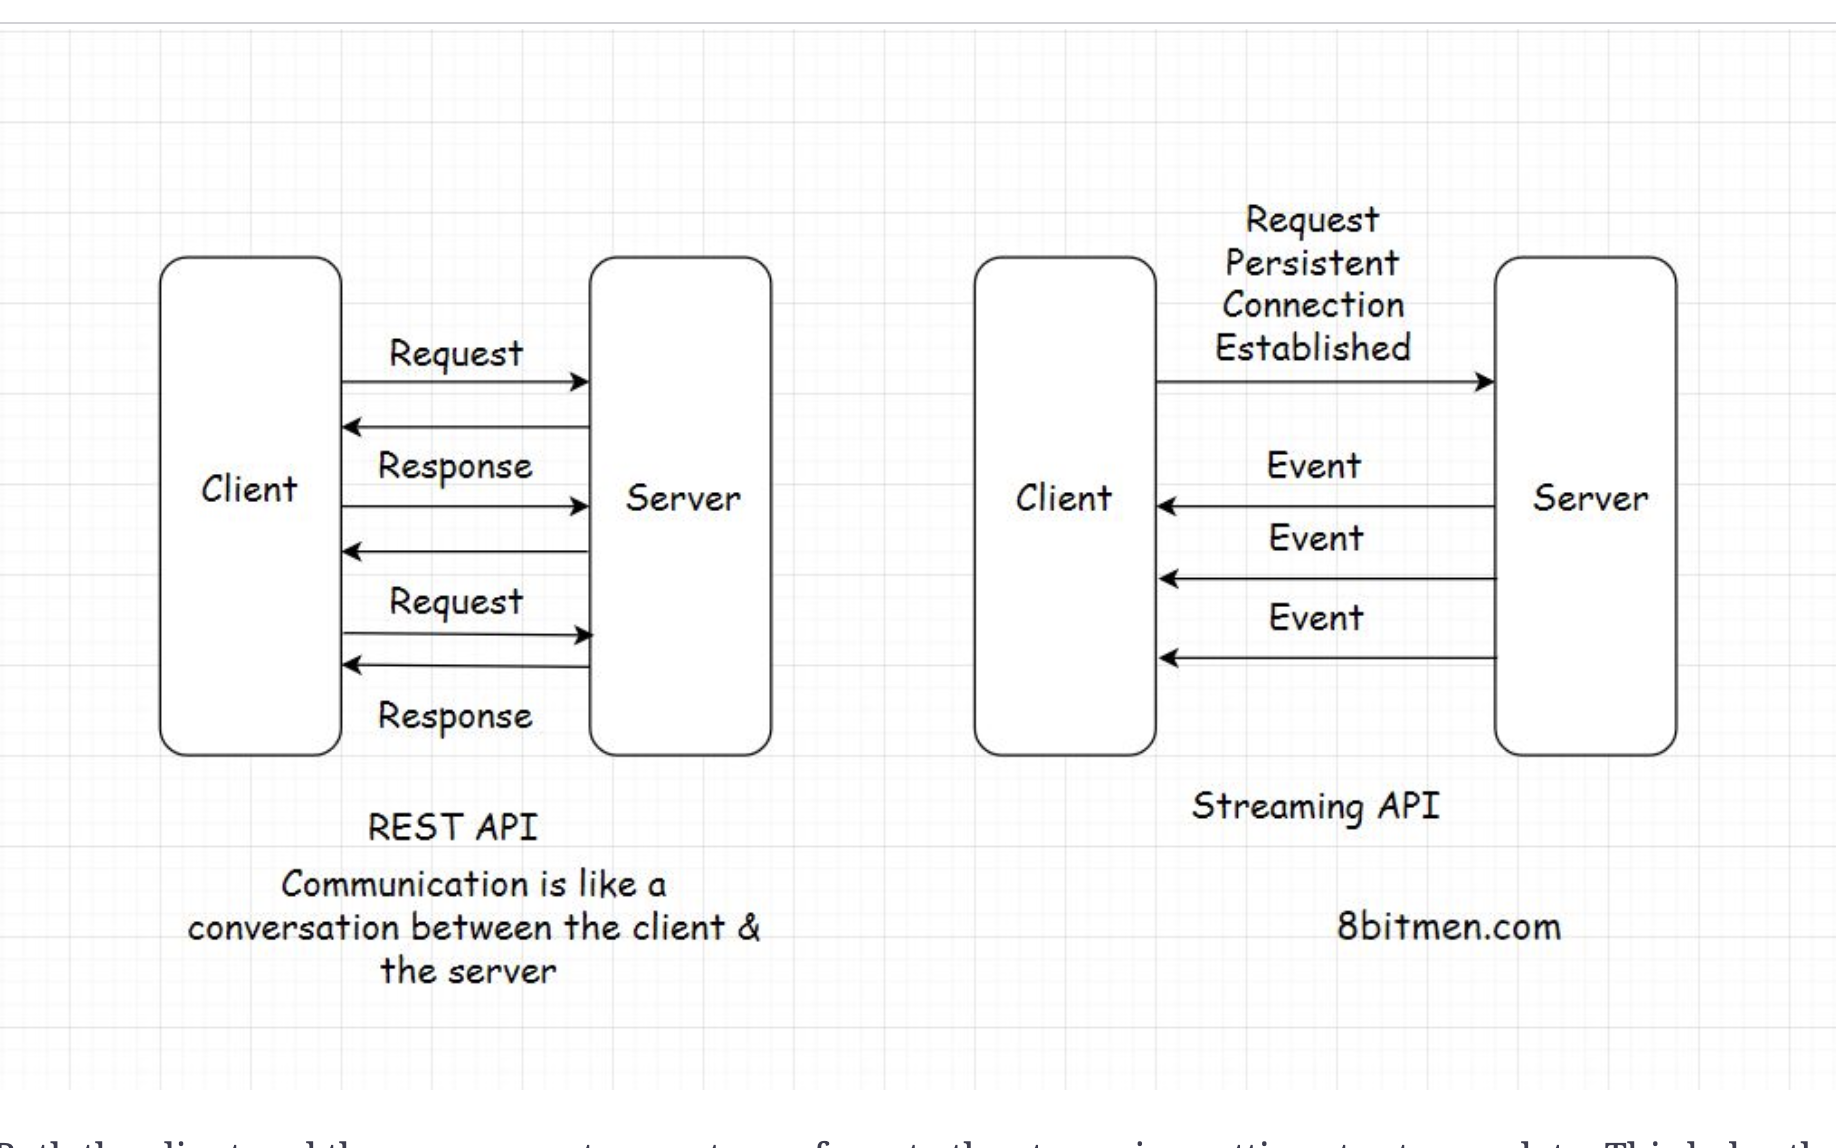 Request
Response
Client
Server
Request
Response
REST API
Communication is like a
conversation between the client &
the server
Request
Persistent
Connection
Established
Event
Client
Server
Event
Event
Streaming API
8bitmen.com